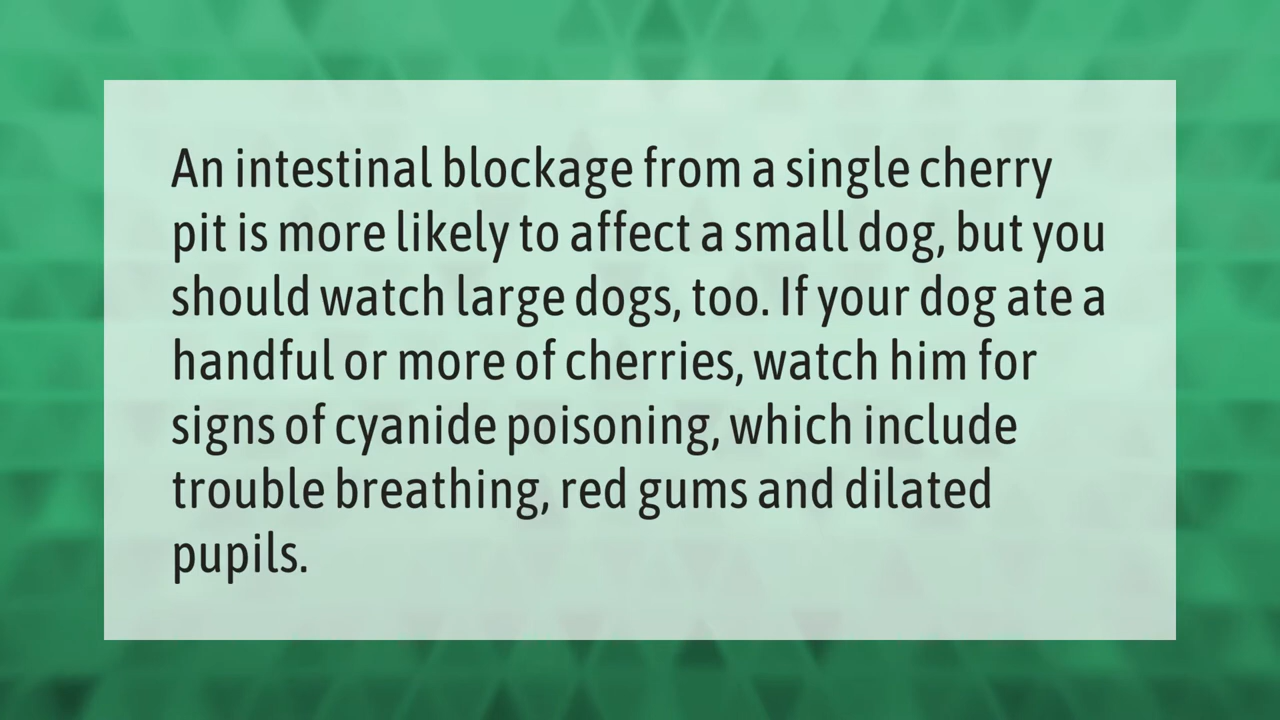 An intestinal blockage from a single cherry
pit is more likely to affect a small dog, but you
should watch large dogs, too. If your dog ate a
handful or more of cherries, watch him for
signs of cyanide poisoning, which include
trouble breathing, red gums and dilated
pupils.